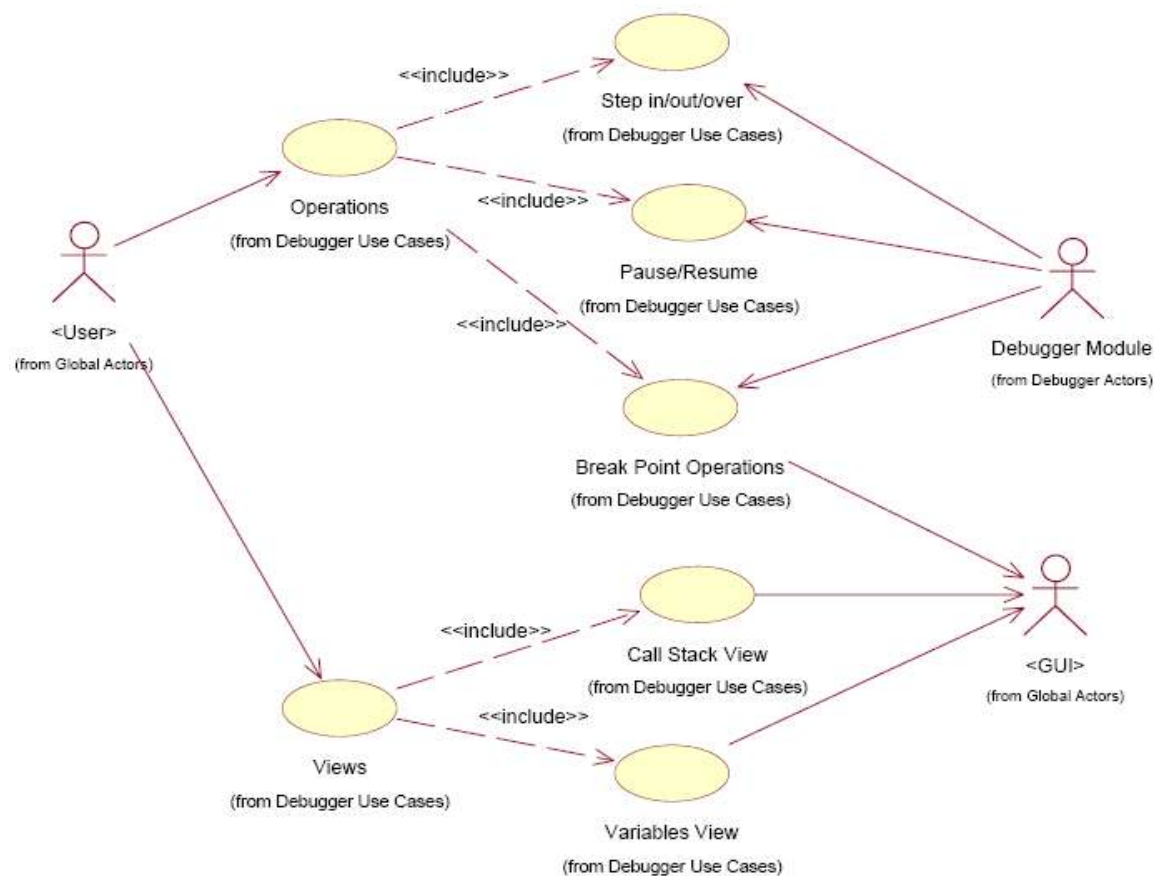 <<include>>
Step in/out/over
(from Debugger Use Cases)
<<include>>
Operations
(from Debugger Use Cases)
Pause/Resume
(from Debugger Use Cases)
<<include>>
<User>
(from Global Actors)
Debugger Module
(from Debugger Actors)
Break Point Operations
(from Debugger Use Cases)
<<include>>
Call Stack View
(from Debugger Use Cases)
<GUI>
(from Global Actors)
<<include>>
Views
(from Debugger Use Cases)
Variables View
(from Debugger Use Cases)